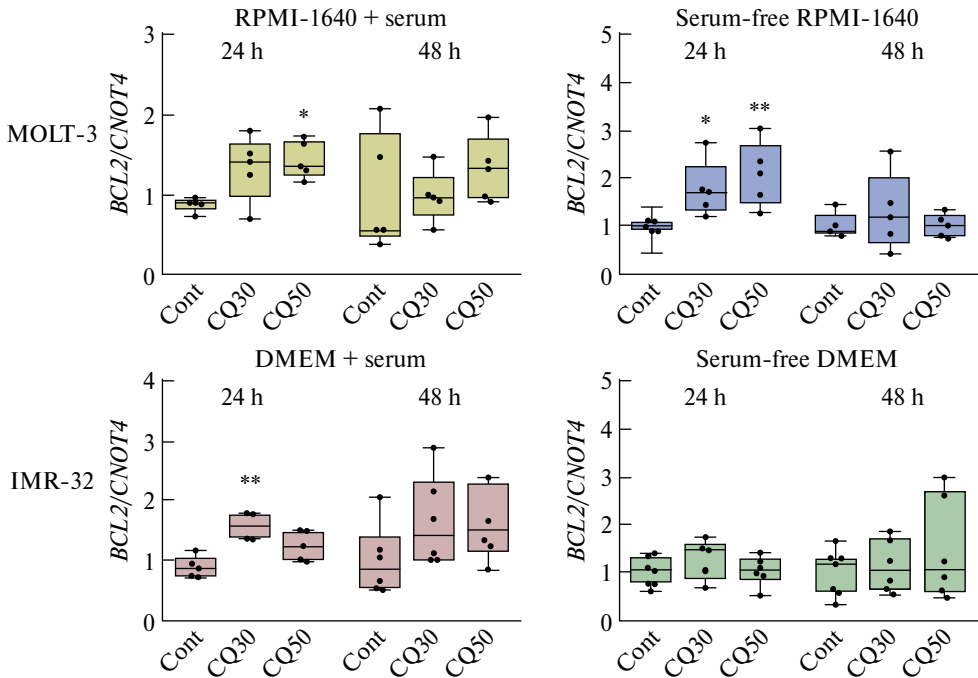 RPMI-1640 + serum
24 h
48 h
MOLT-3
BCL2/CNOT4
3
2
1
0
*
Cont
CQ30
CQ50
Cont
CQ30
CQ50
Serum-free RPMI-1640
24 h
48 h
BCL2/CNOT4
5
4
3
2
1
0
*
**
Cont
CQ30
CQ50
Cont
CQ30
CQ50
DMEM + serum
24 h
48 h
IMR-32
BCL2/CNOT4
4
3
2
1
0
**
Cont
CQ30
CQ50
Cont
CQ30
CQ50
Serum-free DMEM
24 h
48 h
BCL2/CNOT4
5
4
3
2
1
0
Cont
CQ30
CQ50
Cont
CQ30
CQ50